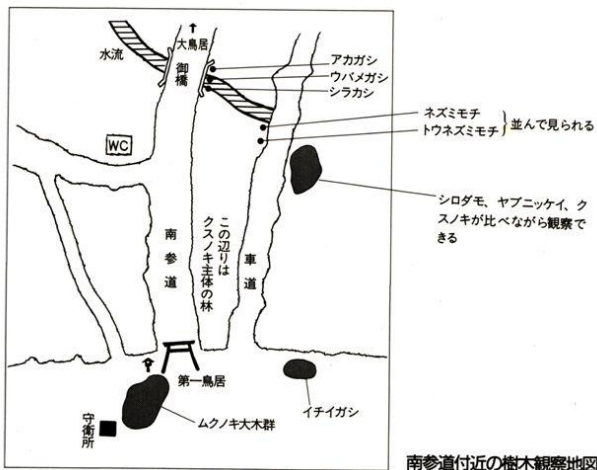 大鳥居
水流
御橋
アカガシ
ウバメガシ
シラカシ
ネズミモチ
トウネズミモチ
並んで見られる
WC
シロダモ、ヤブニッケイ、ク
スノキが比べながら観察で
きる
南参道
この辺りは
クスノキ主体の林
車道
第一鳥居
守衛所
ムクノキ大木群
イチイガシ
南参道付近の樹木観察地図